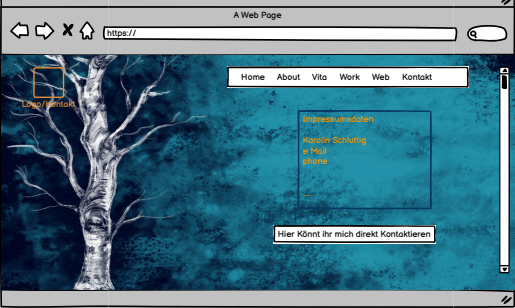 A Web Page
https://
Home About Vita Work Web Kontakt
Logo/Kontakt
Impressumsdaten
Karolin Schluftig
e Mail
phone
Hier Könnt ihr mich direkt Kontaktieren